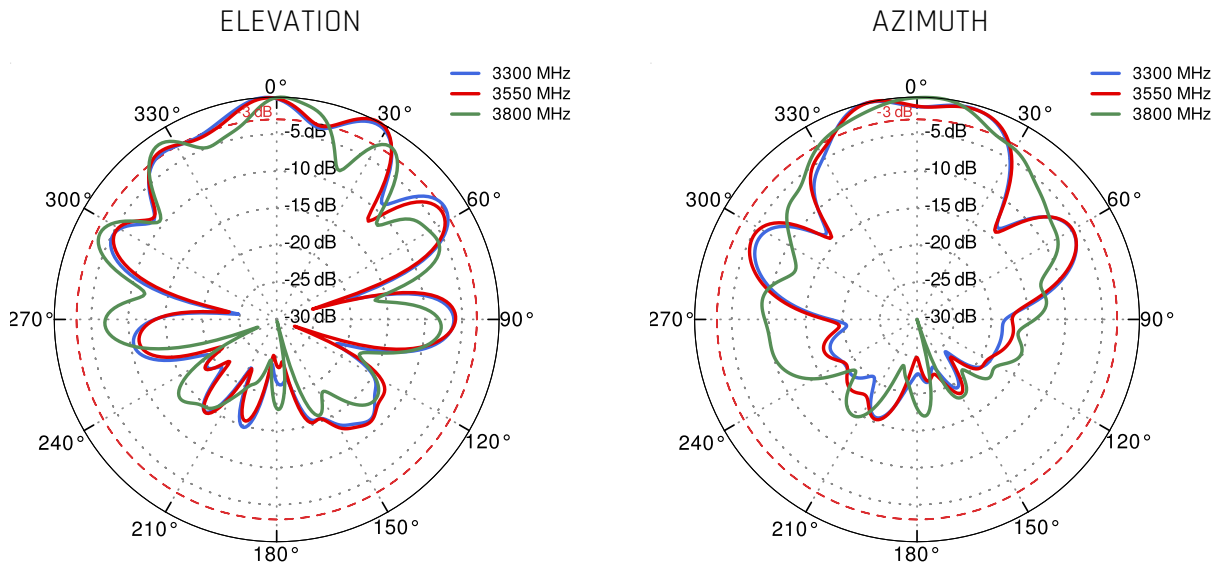 ELEVATION
3300 MHz
3550 MHz
3800 MHz
0°
30°
60°
90°
120°
150°
180°
210°
240°
270°
300°
330°
-3 dB
-5 dB
-10 dB
-15 dB
-20 dB
-25 dB
-30 dB
AZIMUTH
3300 MHz
3550 MHz
3800 MHz
0°
30°
60°
90°
120°
150°
180°
210°
240°
270°
300°
330°
-3 dB
-5 dB
-10 dB
-15 dB
-20 dB
-25 dB
-30 dB